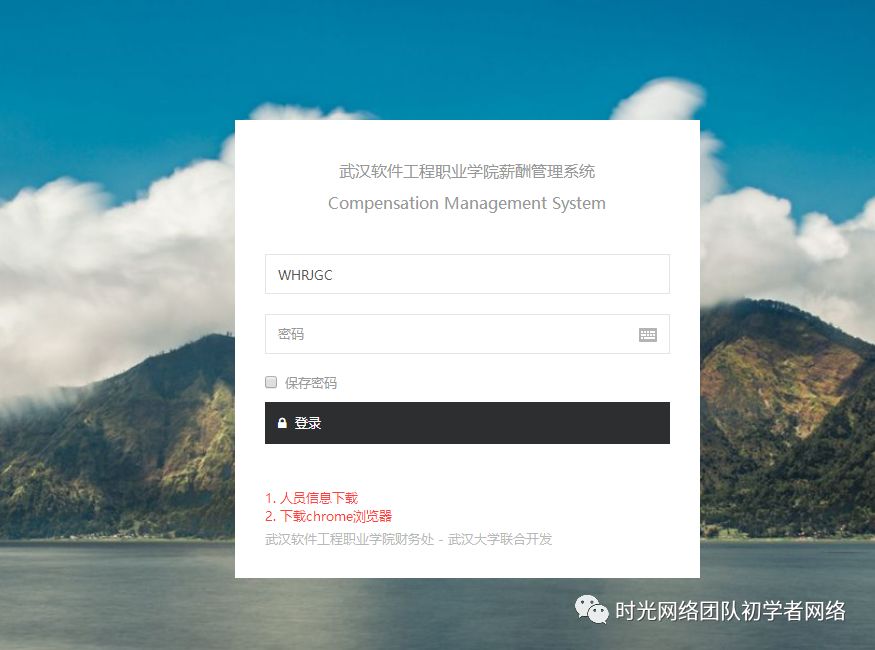 武汉软件工程职业学院薪酬管理系统
Compensation Management System
WHRJGC
密码
保存密码
登录
1. 人员信息下载
2. 下载chrome浏览器
武汉软件工程职业学院财务处 - 武汉大学联合开发
时光网络团队初学者网络